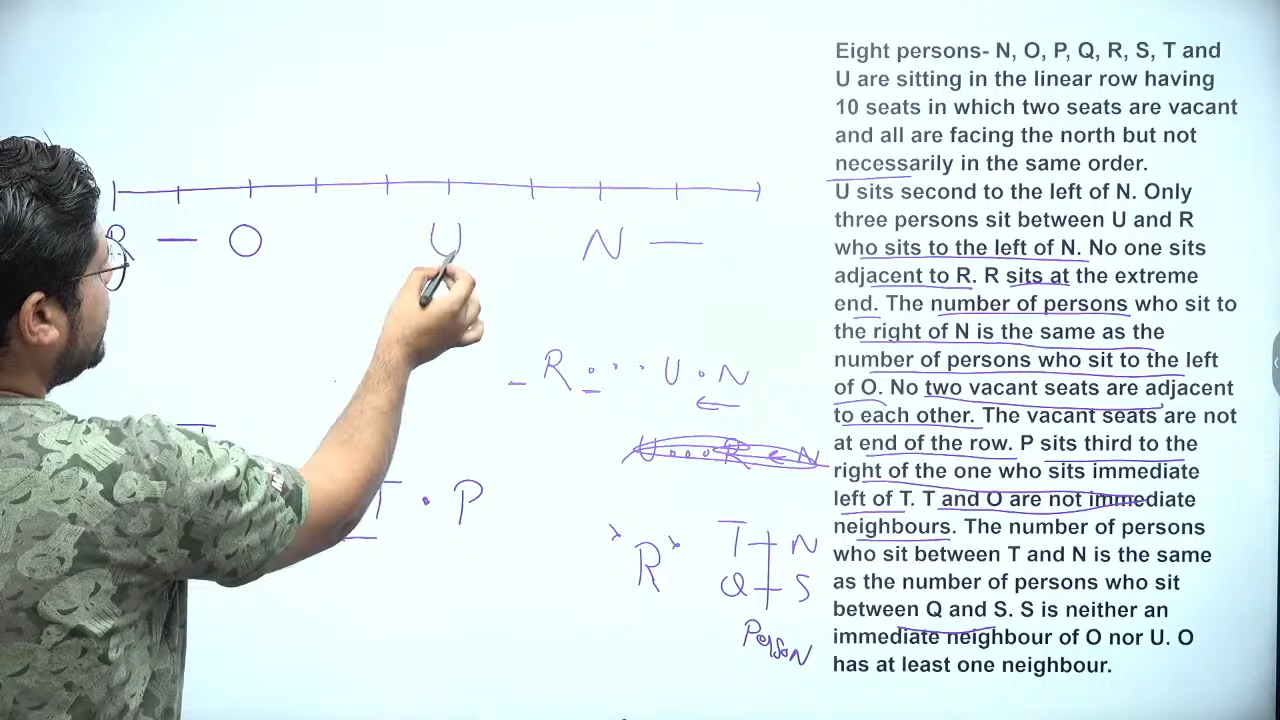 Eight persons- N, O, P, Q, R, S, T and
U are sitting in the linear row having
10 seats in which two seats are vacant
and all are facing the north but not
necessarily in the same order.
U sits second to the left of N. Only
three persons sit between U and R
who sits to the left of N. No one sits
adjacent to R. R sits at the extreme
end. The number of persons who sit to
the right of N is the same as the
number of persons who sit to the left
of O. No two vacant seats are adjacent
to each other. The vacant seats are not
at end of the row. P sits third to the
right of the one who sits immediate
left of T. T and O are not immediate
neighbours. The number of persons
who sit between T and N is the same
as the number of persons who sit
between Q and S. S is neither an
immediate neighbour of O nor U. O
has at least one neighbour.
R — O U N —
_ R . . . . U . N
U . . . R ← N
T . P
R T N
Q S
Person